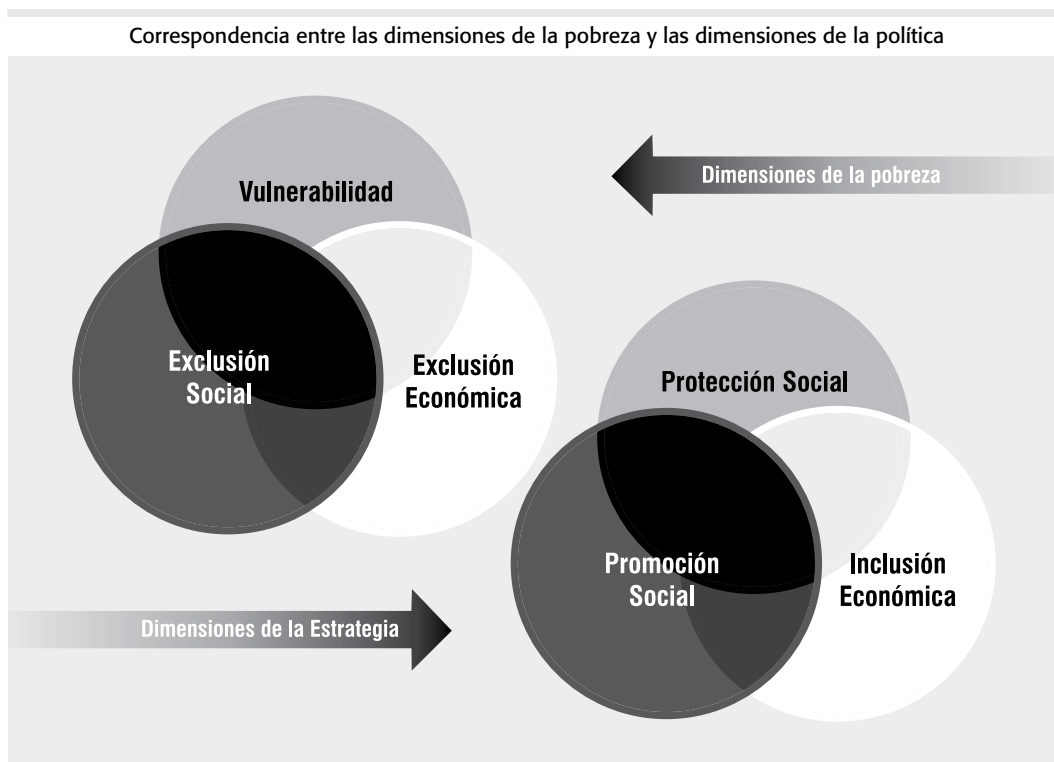 Correspondencia entre las dimensiones de la pobreza y las dimensiones de la política
Vulnerabilidad
Dimensiones de la pobreza
Exclusión
Social
Exclusión
Económica
Protección Social
Promoción
Social
Inclusión
Económica
Dimensiones de la Estrategia